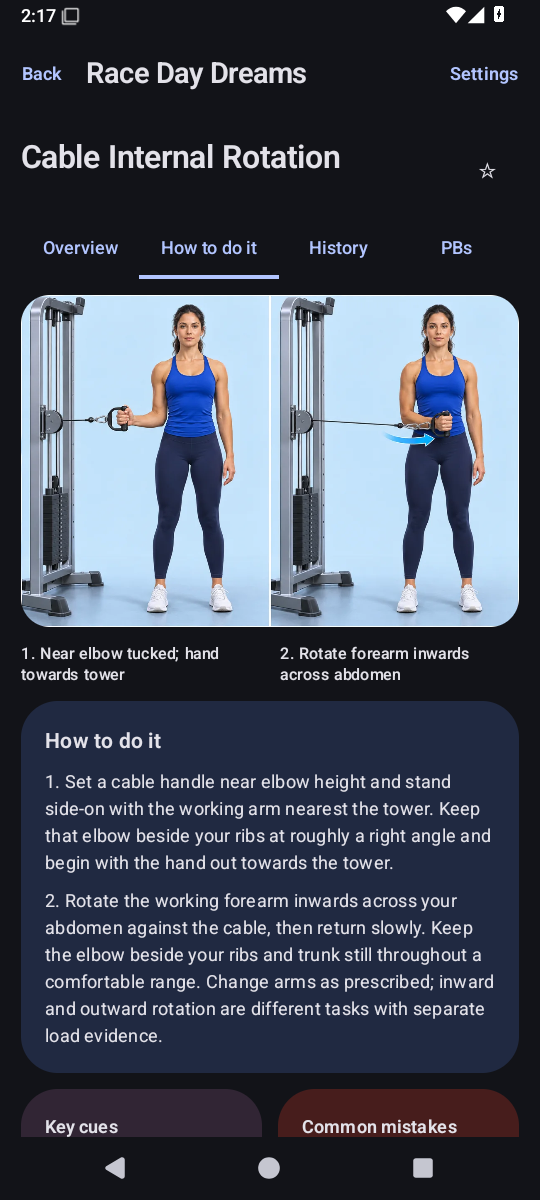 2:17
Back
Race Day Dreams
Settings
Cable Internal Rotation
Overview
How to do it
History
PBs
1. Near elbow tucked; hand
towards tower
2. Rotate forearm inwards
across abdomen
How to do it
1. Set a cable handle near elbow height and stand
side-on with the working arm nearest the tower. Keep
that elbow beside your ribs at roughly a right angle and
begin with the hand out towards the tower.
2. Rotate the working forearm inwards across your
abdomen against the cable, then return slowly. Keep
the elbow beside your ribs and trunk still throughout a
comfortable range. Change arms as prescribed; inward
and outward rotation are different tasks with separate
load evidence.
Key cues
Common mistakes